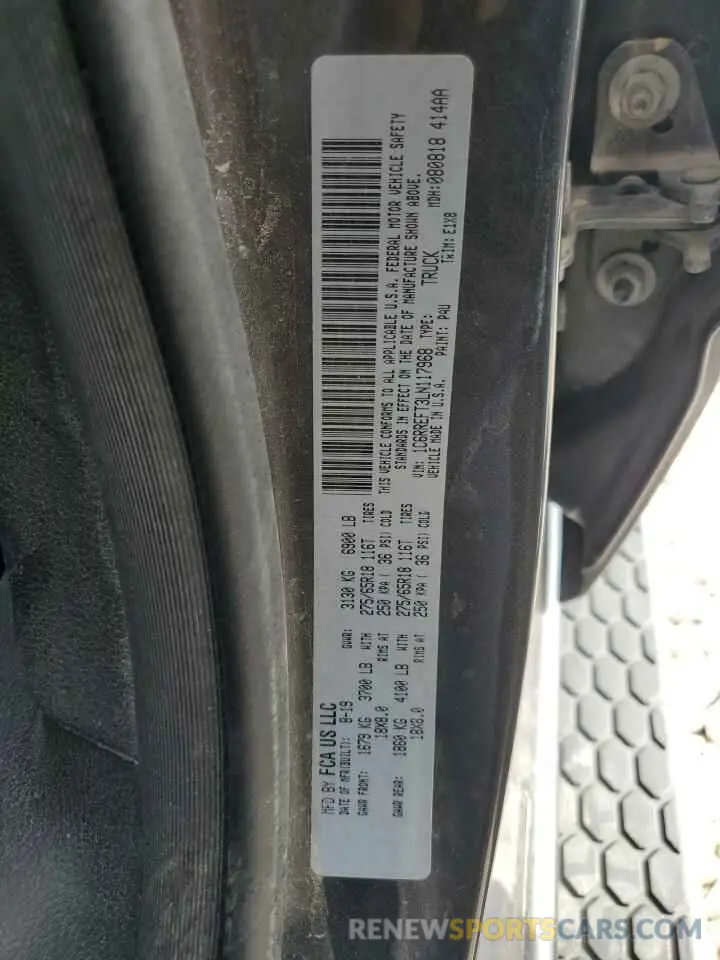 MFD BY FCA US LLC
DATE OF MFR(BUILT): 8-19 GVWR: 3130 KG 6900 LB
GAWR FRONT: 1679 KG 3700 LB WITH 275/65R18 116T TIRES
18X8.0 RIMS AT 250 KPA ( 36 PSI) COLD
GAWR REAR: 1860 KG 4100 LB WITH 275/65R18 116T TIRES
18X8.0 RIMS AT 250 KPA ( 36 PSI) COLD
THIS VEHICLE CONFORMS TO ALL APPLICABLE U.S.A. FEDERAL MOTOR VEHICLE SAFETY
STANDARDS IN EFFECT ON THE DATE OF MANUFACTURE SHOWN ABOVE.
VIN: 1C6RREFT3LN117968 TYPE: TRUCK MDH:080818 414AA
VEHICLE MADE IN U.S.A. PAINT: P4U TRIM: E1X8
RENEWSPORTSCARS.COM